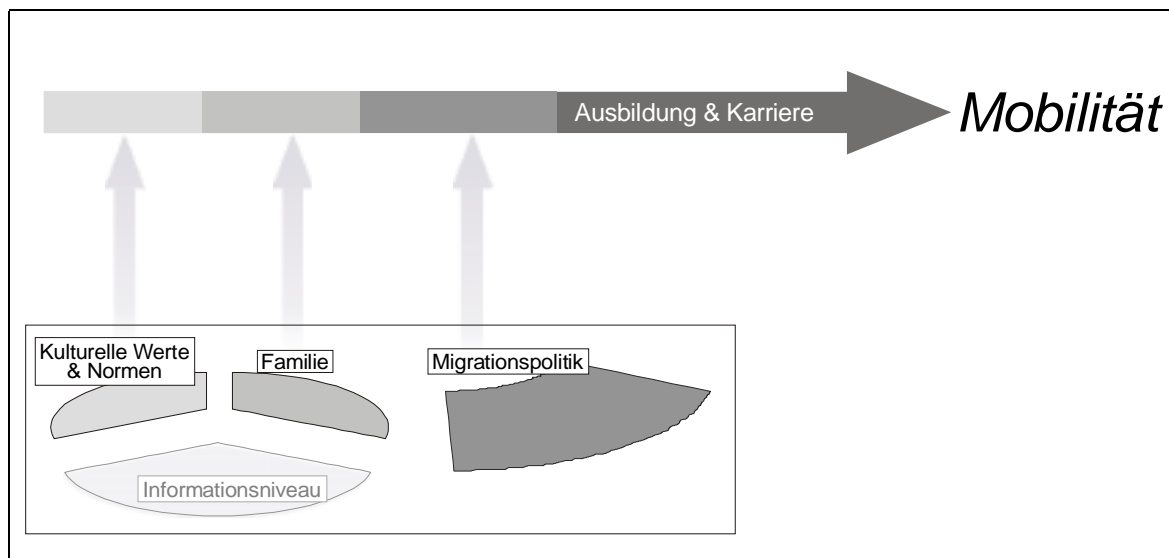 Ausbildung & Karriere
Mobilität
Kulturelle Werte
& Normen
Familie
Migrationspolitik
Informationsniveau